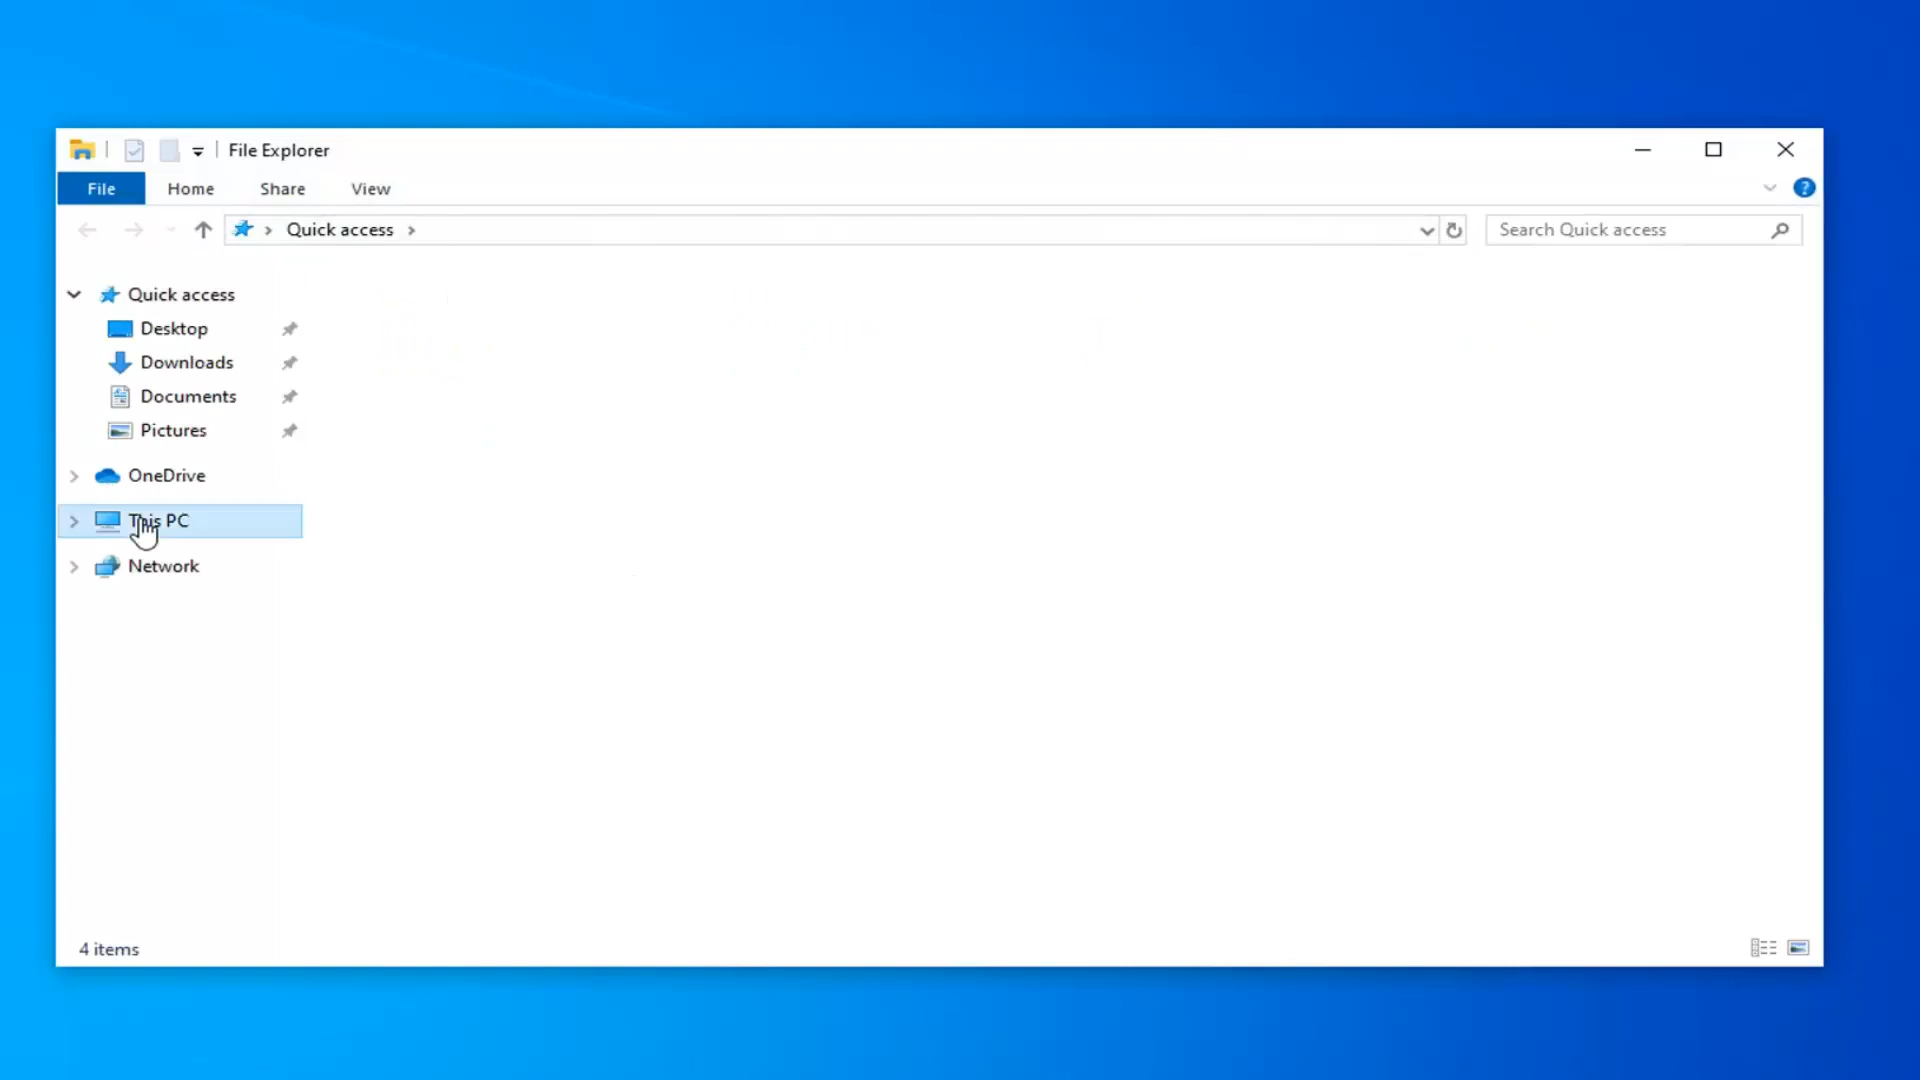 File Explorer
File Home Share View
Quick access Search Quick access
Quick access
Desktop
Downloads
Documents
Pictures
OneDrive
This PC
Network
4 items